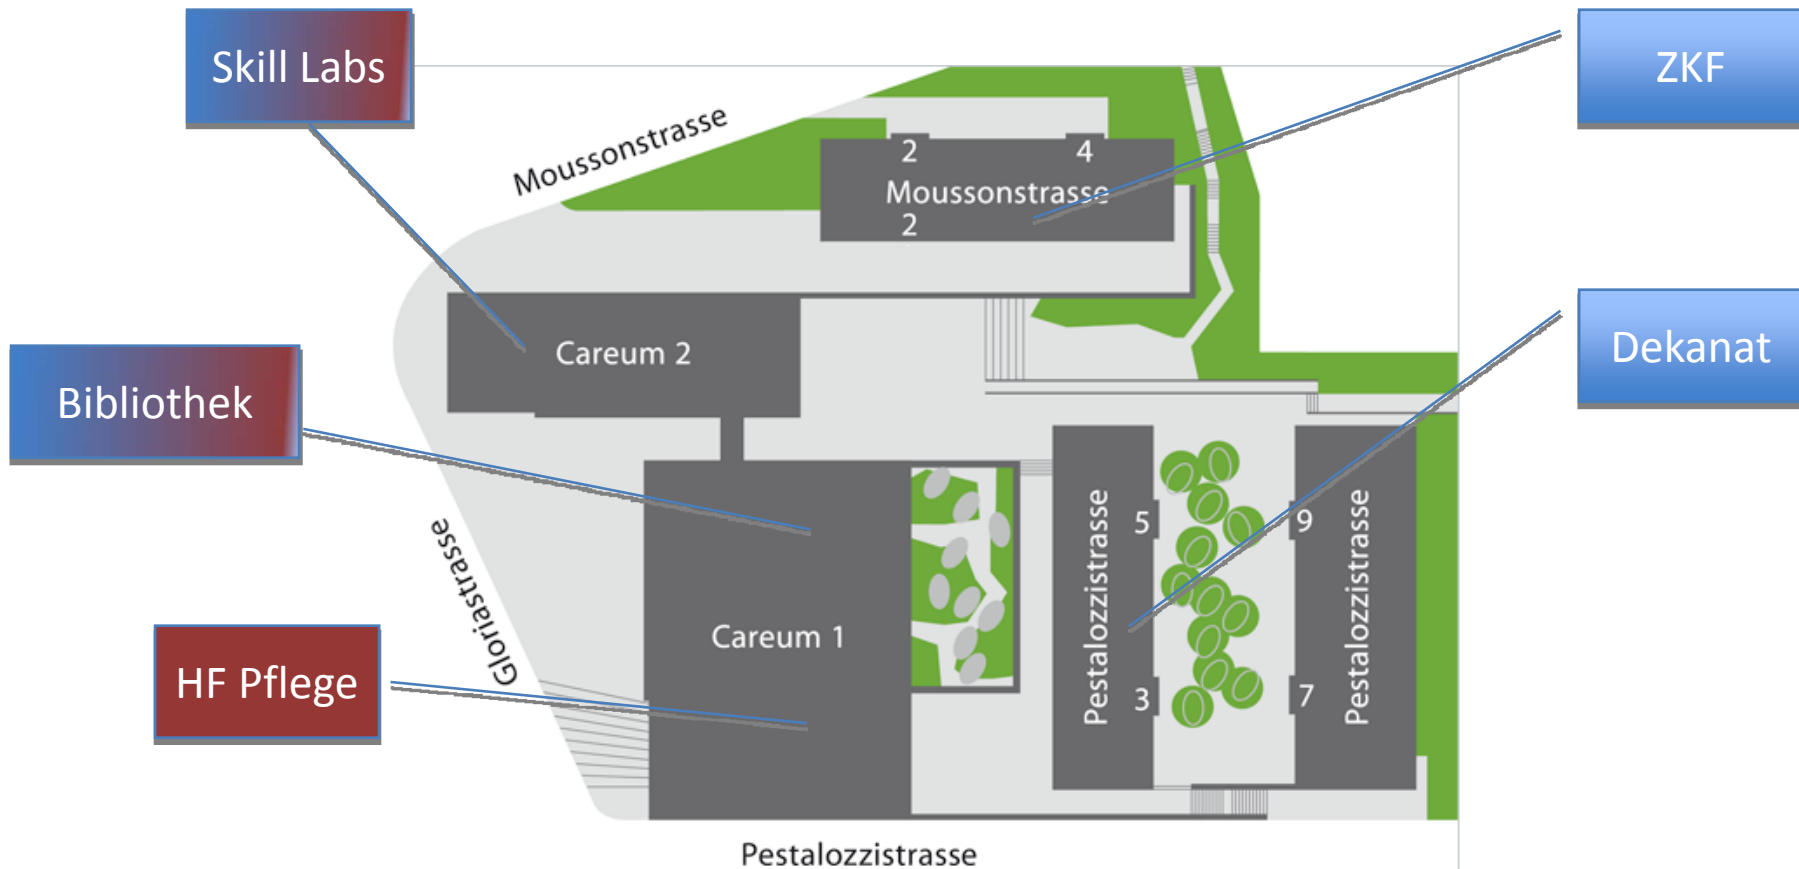 Skill Labs
ZKF
Moussonstrasse
2
4
Moussonstrasse
2
Careum 2
Dekanat
Bibliothek
Gloriastrasse
Careum 1
HF Pflege
Pestalozzistrasse
5
3
9
7
Pestalozzistrasse
Pestalozzistrasse